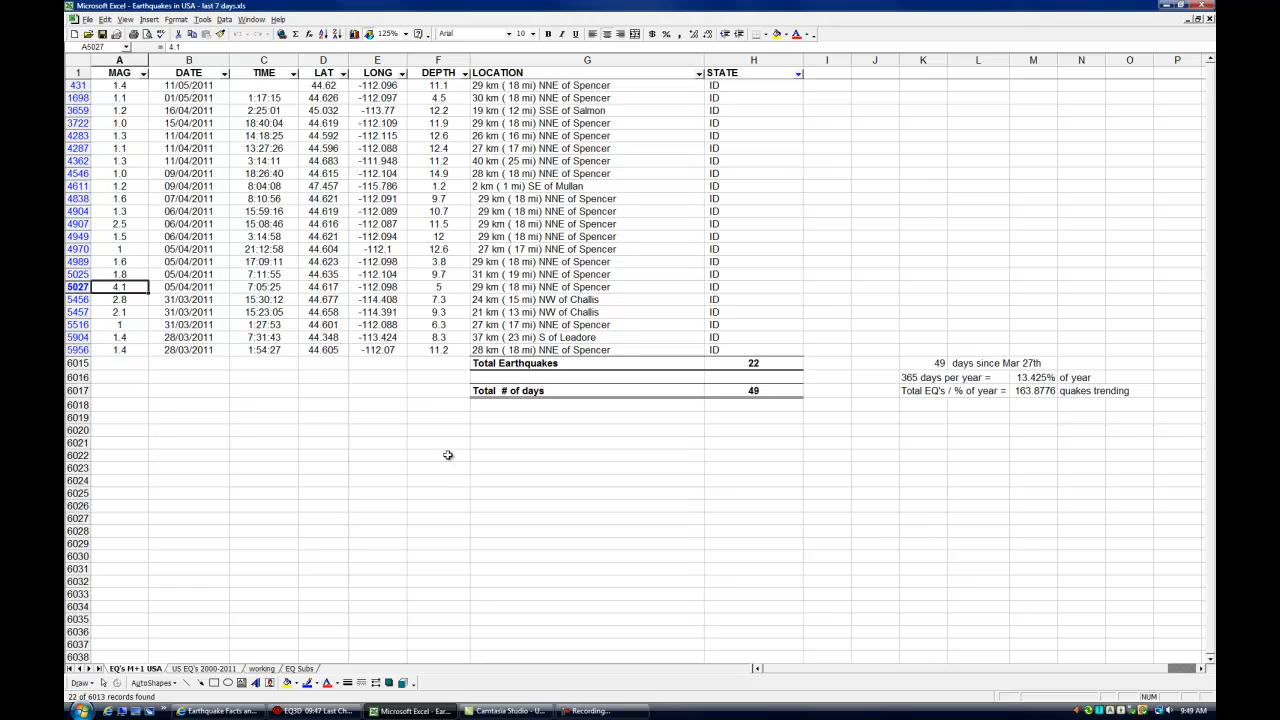 Microsoft Excel - Earthquakes in USA - last 7 days.xls
File Edit View Insert Format Tools Data Window Help
125% Arial 10 B I U
A5027 = 4.1
A B C D E F G H I J K L M N O P
1 MAG DATE TIME LAT LONG DEPTH LOCATION STATE
431 1.4 11/05/2011 44.62 -112.096 11.1 29 km ( 18 mi) NNE of Spencer ID
1698 1.1 01/05/2011 1:17:15 44.626 -112.097 4.5 30 km ( 18 mi) NNE of Spencer ID
3659 1.2 16/04/2011 2:25:01 45.032 -113.77 12.2 19 km ( 12 mi) SSE of Salmon ID
3722 1.0 15/04/2011 18:40:04 44.619 -112.109 11.9 29 km ( 18 mi) NNE of Spencer ID
4283 1.3 11/04/2011 14:18:25 44.592 -112.115 12.6 26 km ( 16 mi) NNE of Spencer ID
4287 1.1 11/04/2011 13:27:26 44.596 -112.088 12.4 27 km ( 17 mi) NNE of Spencer ID
4362 1.3 11/04/2011 3:14:11 44.683 -111.948 11.2 40 km ( 25 mi) NNE of Spencer ID
4546 1.0 09/04/2011 18:26:40 44.615 -112.104 14.9 28 km ( 18 mi) NNE of Spencer ID
4611 1.2 09/04/2011 8:04:08 47.457 -115.786 1.2 2 km ( 1 mi) SE of Mullan ID
4838 1.6 07/04/2011 8:10:56 44.621 -112.091 9.7 29 km ( 18 mi) NNE of Spencer ID
4904 1.3 06/04/2011 15:59:16 44.619 -112.089 10.7 29 km ( 18 mi) NNE of Spencer ID
4907 2.5 06/04/2011 15:08:46 44.616 -112.087 11.5 29 km ( 18 mi) NNE of Spencer ID
4949 1.5 06/04/2011 3:14:58 44.621 -112.094 12 29 km ( 18 mi) NNE of Spencer ID
4970 1 05/04/2011 21:12:58 44.604 -112.1 12.6 27 km ( 17 mi) NNE of Spencer ID
4989 1.6 05/04/2011 17:09:11 44.623 -112.098 3.8 29 km ( 18 mi) NNE of Spencer ID
5025 1.8 05/04/2011 7:11:55 44.635 -112.104 9.7 31 km ( 19 mi) NNE of Spencer ID
5027 4.1 05/04/2011 7:05:25 44.617 -112.098 5 29 km ( 18 mi) NNE of Spencer ID
5456 2.8 31/03/2011 15:30:12 44.677 -114.408 7.3 24 km ( 15 mi) NW of Challis ID
5457 2.1 31/03/2011 15:23:05 44.658 -114.391 9.3 21 km ( 13 mi) NW of Challis ID
5516 1 31/03/2011 1:27:53 44.601 -112.088 6.3 27 km ( 17 mi) NNE of Spencer ID
5904 1.4 28/03/2011 7:31:43 44.348 -113.424 8.3 37 km ( 23 mi) S of Leadore ID
5956 1.4 28/03/2011 1:54:27 44.605 -112.07 11.2 28 km ( 18 mi) NNE of Spencer ID
6015 Total Earthquakes 22 49 days since Mar 27th
6016 365 days per year = 13.425% of year
6017 Total # of days 49 Total EQ's / % of year = 163.8776 quakes trending
6018
6019
6020
6021
6022
6023
6024
6025
6026
6027
6028
6029
6030
6031
6032
6033
6034
6035
6036
6037
6038
EQ's M+1 USA US EQ's 2000-2011 working EQ Subs
Draw AutoShapes
22 of 6013 records found NUM
Earthquake Facts an... EQ3D 09:47 Last Ch... Microsoft Excel - Ear... Camtasia Studio - U... Recording... 9:49 AM